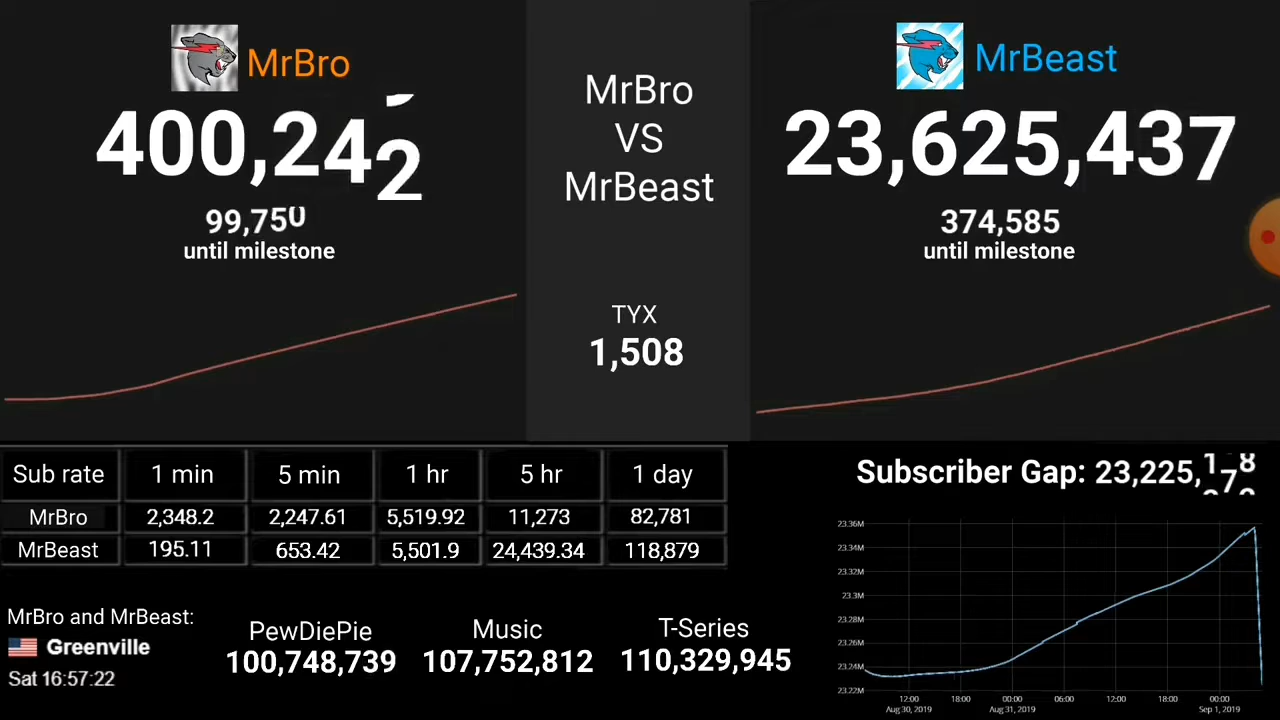 MrBro
400,242
99,750
until milestone
MrBro
VS
MrBeast
TYX
1,508
MrBeast
23,625,437
374,585
until milestone
Sub rate 1 min 5 min 1 hr 5 hr 1 day
MrBro 2,348.2 2,247.61 5,519.92 11,273 82,781
MrBeast 195.11 653.42 5,501.9 24,439.34 118,879
Subscriber Gap: 23,225,
23.36M
23.34M
23.32M
23.3M
23.28M
23.26M
23.24M
23.22M
12:00 18:00 00:00 06:00 12:00 18:00 00:00
Aug 30, 2019 Aug 31, 2019 Sep 1, 2019
MrBro and MrBeast:
Greenville
Sat 16:57:22
PewDiePie
100,748,739
Music
107,752,812
T-Series
110,329,945